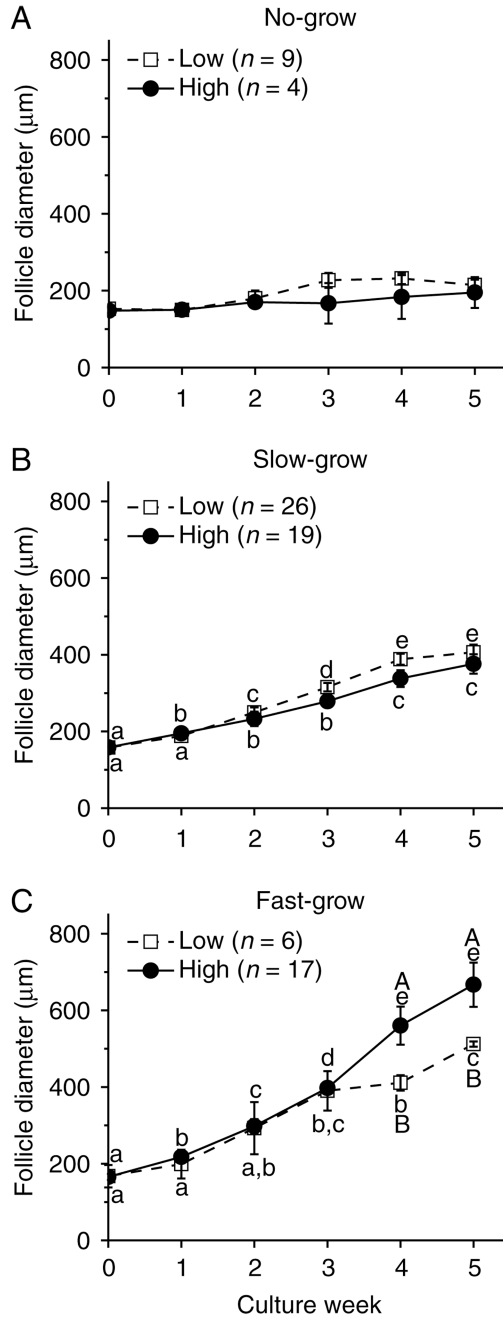 A
No-grow
Low (n = 9)
High (n = 4)
800
600
400
200
0
Follicle diameter (μm)
0 1 2 3 4 5
B
Slow-grow
Low (n = 26)
High (n = 19)
800
600
400
200
0
Follicle diameter (μm)
a b c d e e
a a b b c c
0 1 2 3 4 5
C
Fast-grow
Low (n = 6)
High (n = 17)
800
600
400
200
0
Follicle diameter (μm)
A A
a b c d e e
a a a,b b,c b c
B B
0 1 2 3 4 5
Culture week